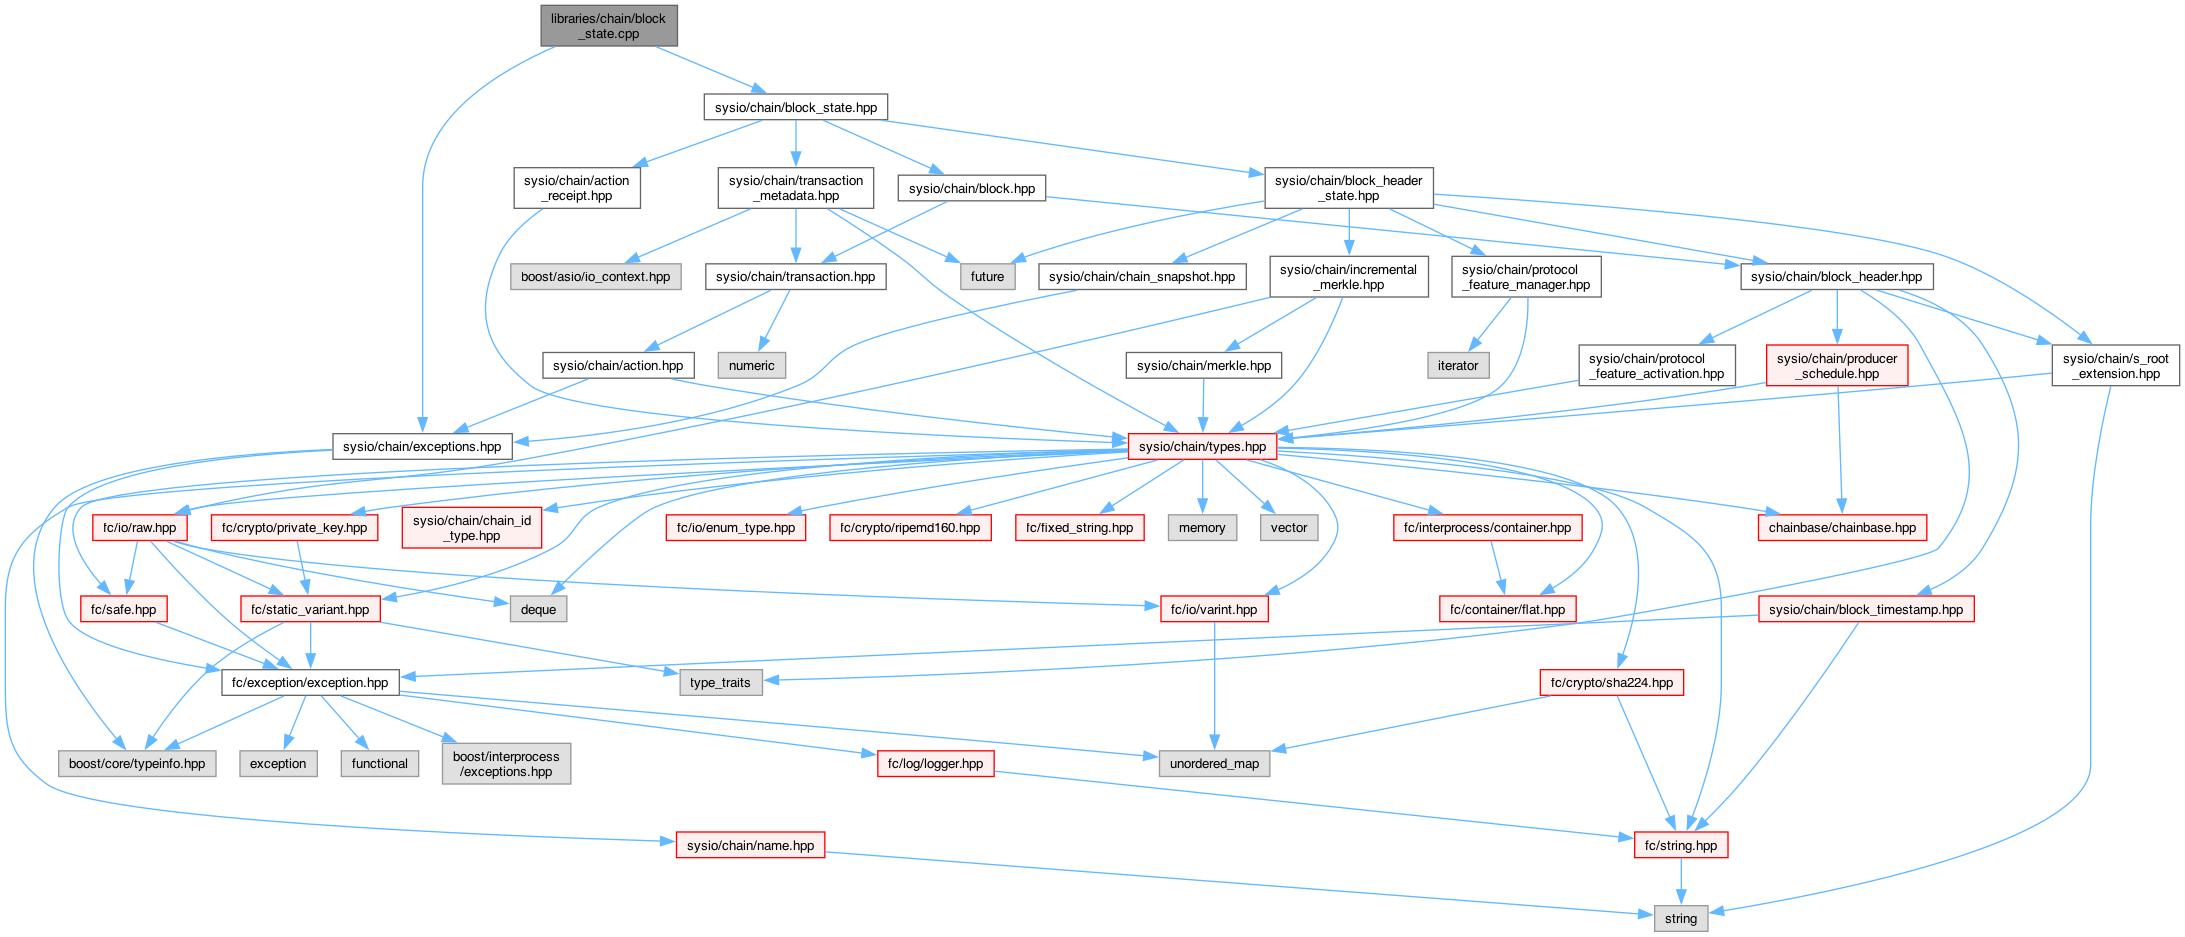 libraries/chain/block
_state.cpp
sysio/chain/block_state.hpp
sysio/chain/action
_receipt.hpp
sysio/chain/transaction
_metadata.hpp
sysio/chain/block.hpp
sysio/chain/block_header
_state.hpp
boost/asio/io_context.hpp
sysio/chain/transaction.hpp
future
sysio/chain/chain_snapshot.hpp
sysio/chain/incremental
_merkle.hpp
sysio/chain/protocol
_feature_manager.hpp
sysio/chain/block_header.hpp
sysio/chain/action.hpp
numeric
sysio/chain/merkle.hpp
iterator
sysio/chain/protocol
_feature_activation.hpp
sysio/chain/producer
_schedule.hpp
sysio/chain/s_root
_extension.hpp
sysio/chain/exceptions.hpp
sysio/chain/types.hpp
fc/io/raw.hpp
fc/crypto/private_key.hpp
sysio/chain/chain_id
_type.hpp
fc/io/enum_type.hpp
fc/crypto/ripemd160.hpp
fc/fixed_string.hpp
memory
vector
fc/interprocess/container.hpp
chainbase/chainbase.hpp
fc/safe.hpp
fc/static_variant.hpp
deque
fc/io/varint.hpp
fc/container/flat.hpp
sysio/chain/block_timestamp.hpp
fc/exception/exception.hpp
type_traits
fc/crypto/sha224.hpp
boost/core/typeinfo.hpp
exception
functional
boost/interprocess
/exceptions.hpp
fc/log/logger.hpp
unordered_map
sysio/chain/name.hpp
fc/string.hpp
string